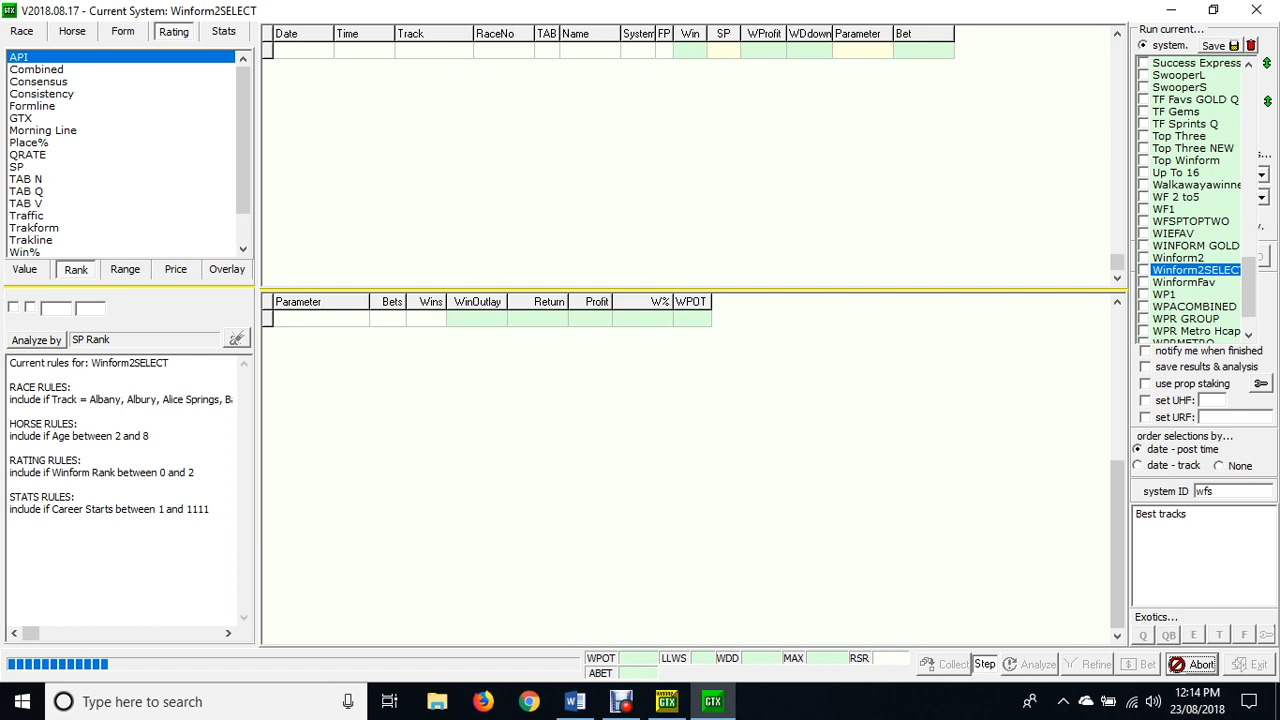 V2018.08.17 - Current System: Winform2SELECT
Race Horse Form Rating Stats
API
Combined
Consensus
Consistency
Formline
GTX
Morning Line
Place%
QRATE
SP
TAB N
TAB Q
TAB V
Traffic
Trakform
Trakline
Win%
Value Rank Range Price Overlay
Analyze by SP Rank
Current rules for: Winform2SELECT
RACE RULES:
include if Track = Albany, Albury, Alice Springs, Ba
HORSE RULES:
include if Age between 2 and 8
RATING RULES:
include if Winform Rank between 0 and 2
STATS RULES:
include if Career Starts between 1 and 1111
Date Time Track RaceNo TAB Name System FP Win SP WProfit WDdown Parameter Bet
Parameter Bets Wins WinOutlay Return Profit W% WPOT
Run current...
system. Save
Success Express
SwooperL
SwooperS
TF Favs GOLD Q
TF Gems
TF Sprints Q
Top Three
Top Three NEW
Top Winform
Up To 16
Walkawaywinne
WF 2 to5
WF1
WFSPTOPTWO
WIEFAV
WINFORM GOLD
Winform2
Winform2SELECT
WinformFav
WP1
WPACOMBINED
WPR GROUP
WPR Metro Hcap
WPRMETRO
notify me when finished
save results & analysis
use prop staking
set UHF:
set URF:
order selections by...
date - post time
date - track None
system ID wfs
Best tracks
Exotics...
Q QB E T F
WPOT LLWS WDD MAX RSR
ABET
Collect Step Analyze Refine $ Bet Abort Exit
Type here to search
GTX GTX
12:14 PM
23/08/2018